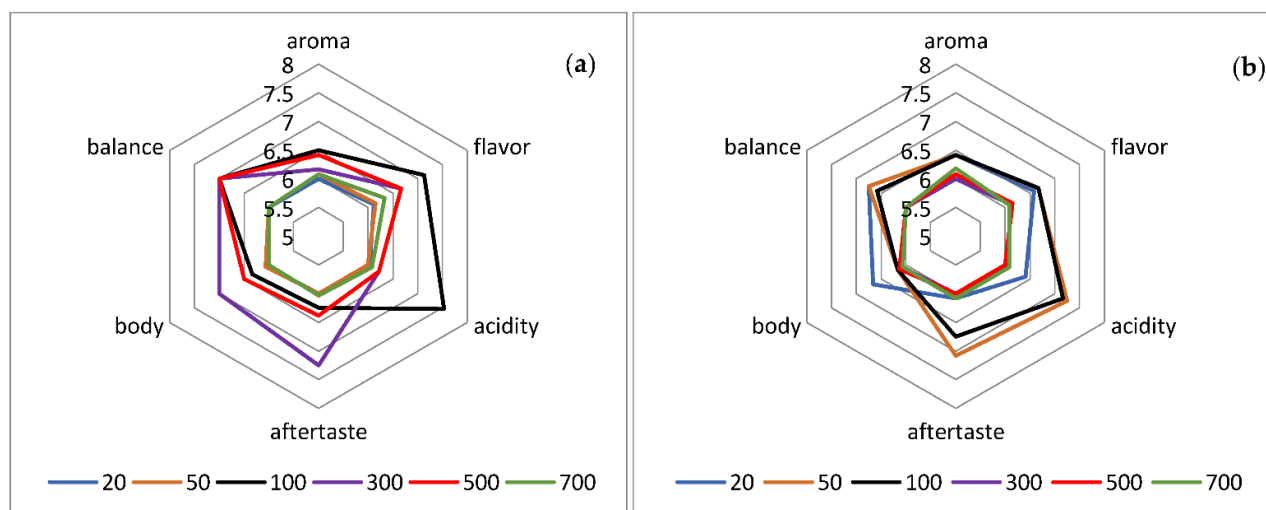 aroma
(a)
8
7.5
7
6.5
6
5.5
5
balance
flavor
body
acidity
aftertaste
20 50 100 300 500 700
aroma
(b)
8
7.5
7
6.5
6
5.5
5
balance
flavor
body
acidity
aftertaste
20 50 100 300 500 700